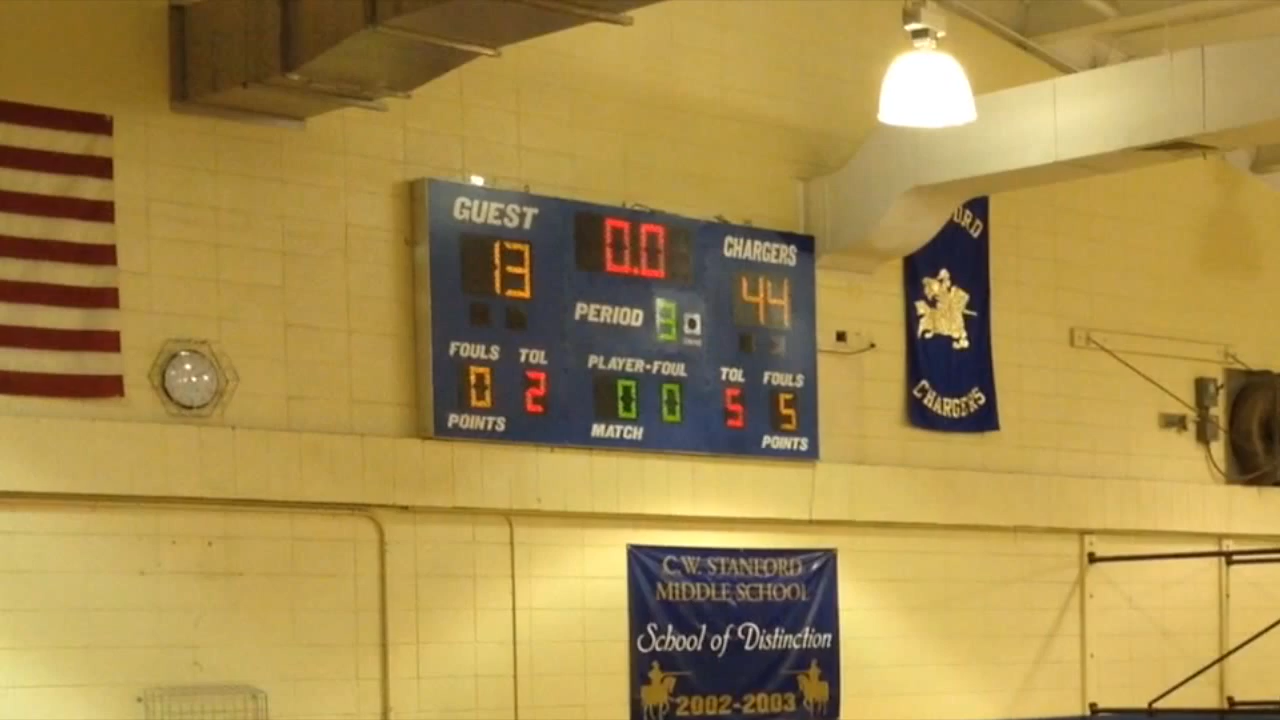 GUEST
13
0.0
CHARGERS
44
PERIOD
FOULS TOL
0 2
POINTS
PLAYER-FOUL
0 0
MATCH
TOL FOULS
5 5
POINTS
CHARGERS
C.W. STANFORD
MIDDLE SCHOOL
School of Distinction
2002-2003